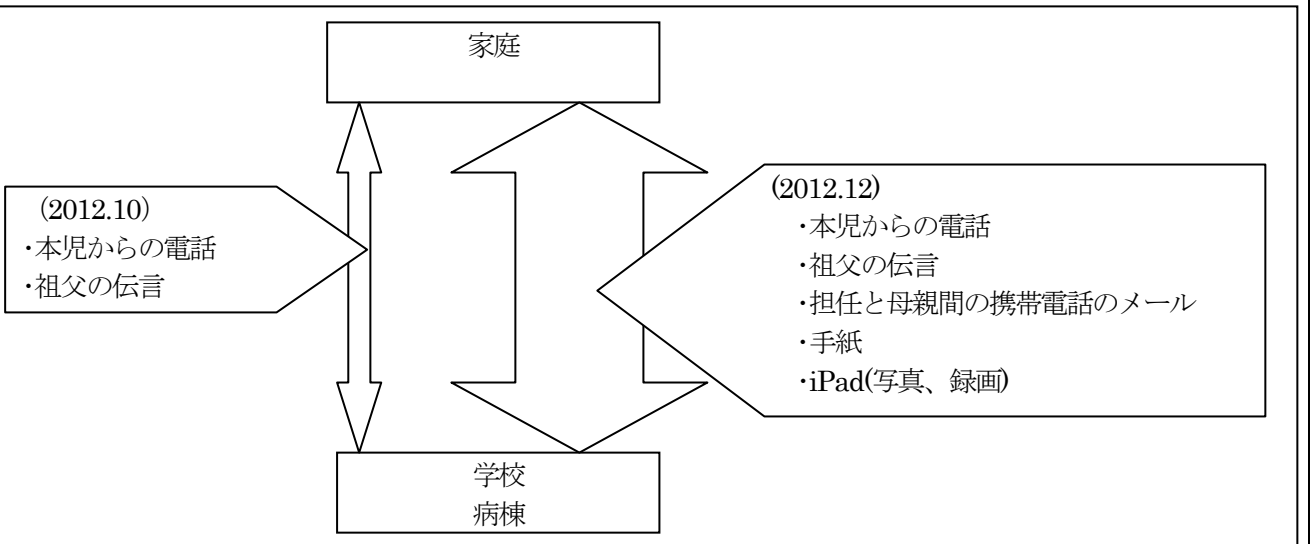 家庭
（2012.10）
・本児からの電話
・祖父の伝言
(2012.12)
・本児からの電話
・祖父の伝言
・担任と母親間の携帯電話のメール
・手紙
・iPad(写真、録画)
学校
病棟